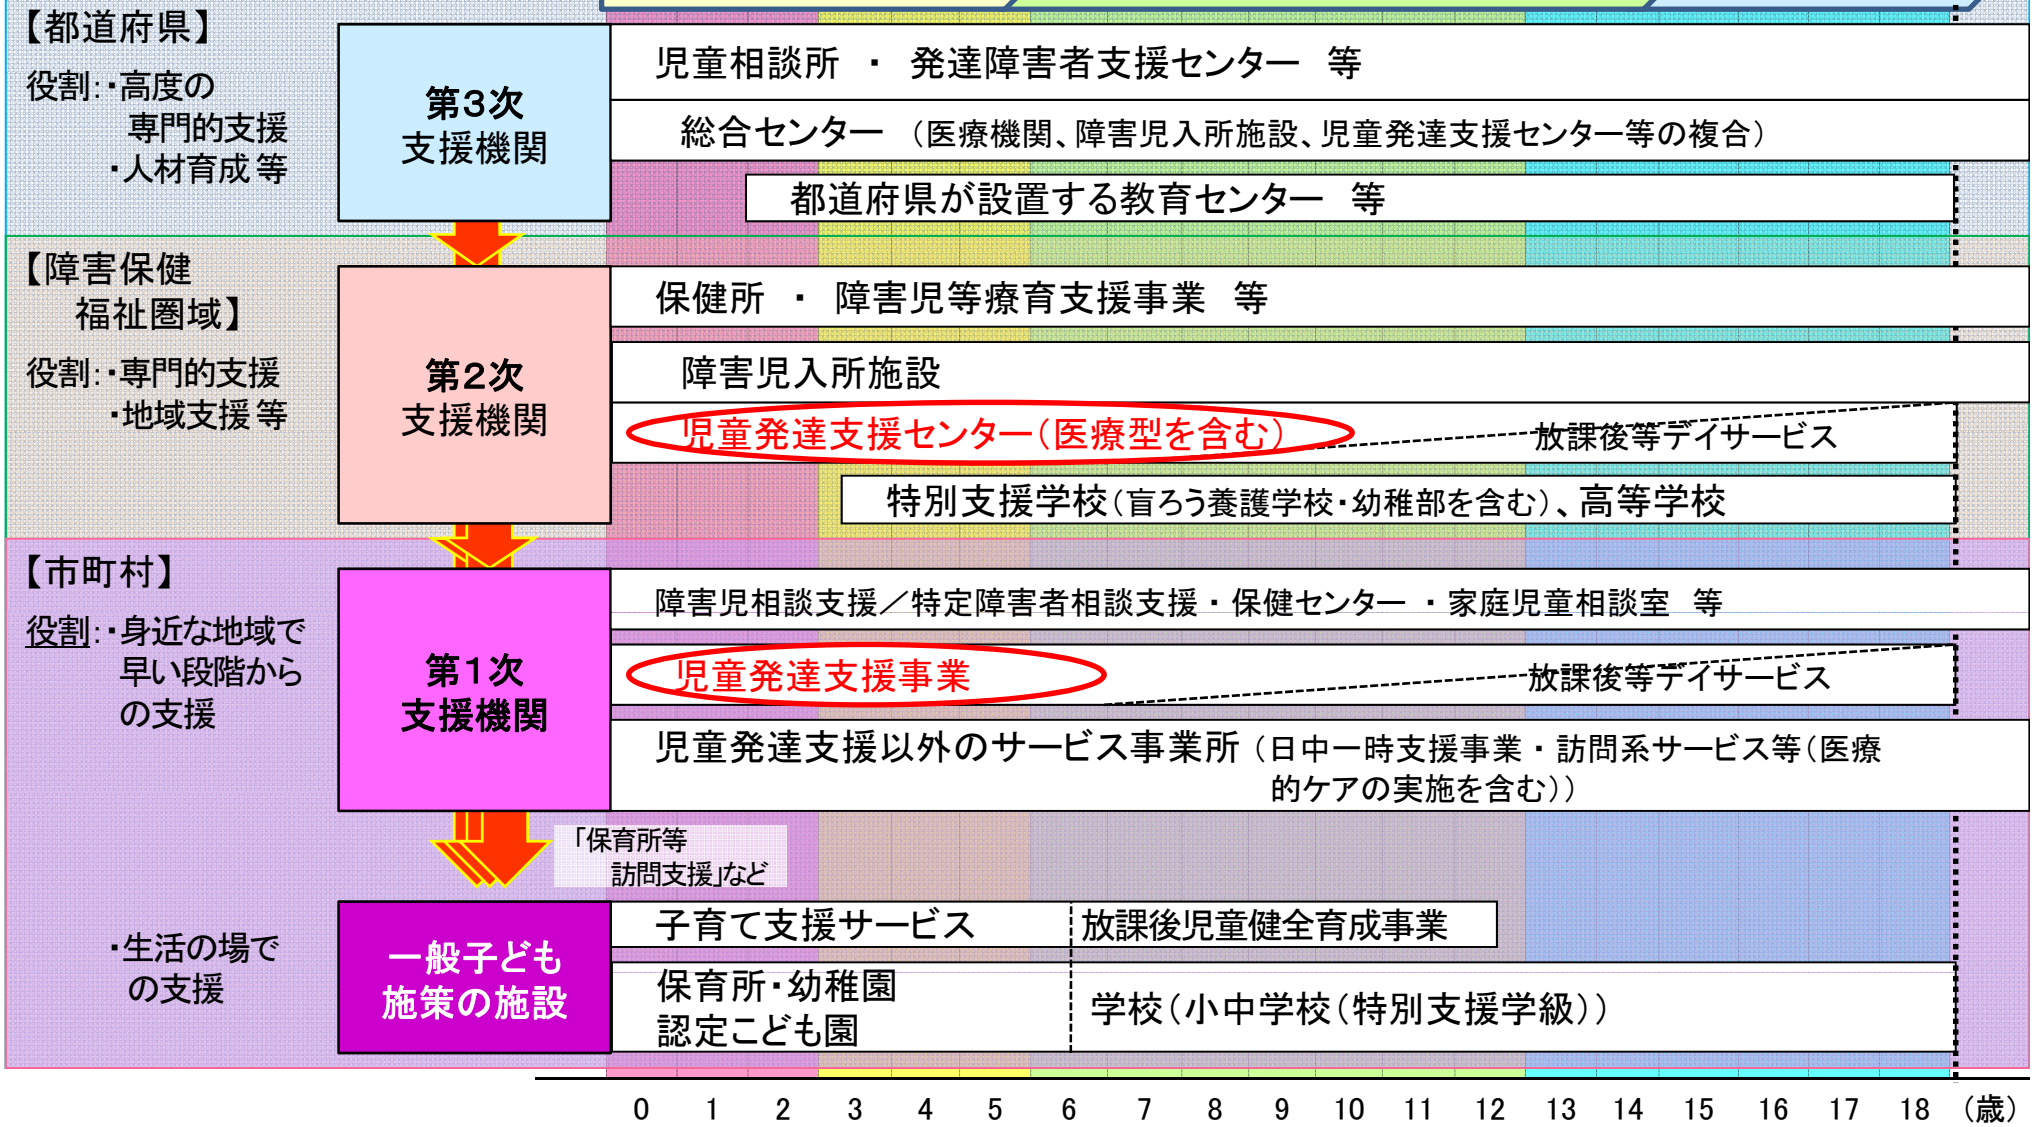 【都道府県】
役割:・高度の
専門的支援
・人材育成 等
第3次
支援機関
児童相談所 ・ 発達障害者支援センター 等
総合センター (医療機関、障害児入所施設、児童発達支援センター等の複合)
都道府県が設置する教育センター 等
【障害保健
福祉圏域】
役割:・専門的支援
・地域支援 等
第2次
支援機関
保健所 ・ 障害児等療育支援事業 等
障害児入所施設
児童発達支援センター(医療型を含む)
放課後等デイサービス
特別支援学校(盲ろう養護学校・幼稚部を含む)、高等学校
【市町村】
役割:・身近な地域で
早い段階から
の支援
第1次
支援機関
障害児相談支援/特定障害者相談支援・保健センター ・家庭児童相談室 等
児童発達支援事業
放課後等デイサービス
児童発達支援以外のサービス事業所 (日中一時支援事業・訪問系サービス等(医療
的ケアの実施を含む))
「保育所等
訪問支援」など
・生活の場で
の支援
一般子ども
施策の施設
子育て支援サービス
放課後児童健全育成事業
保育所・幼稚園
認定こども園
学校(小中学校(特別支援学級))
0 1 2 3 4 5 6 7 8 9 10 11 12 13 14 15 16 17 18 (歳)